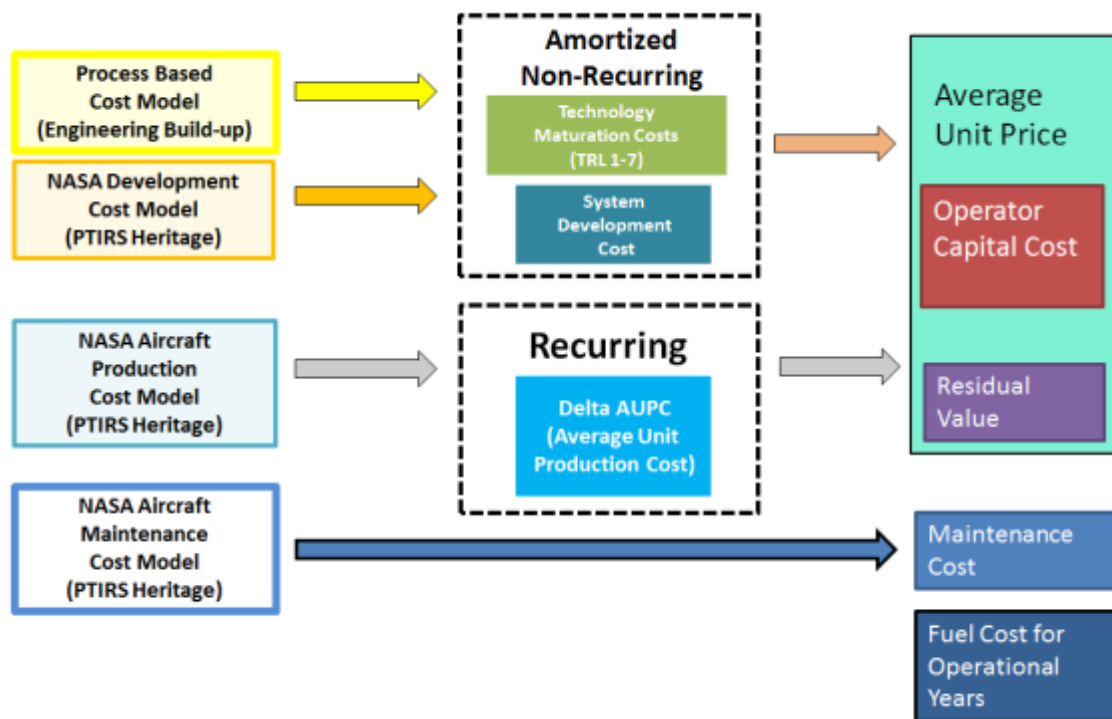 Process Based
Cost Model
(Engineering Build-up)
NASA Development
Cost Model
(PTIRS Heritage)
NASA Aircraft
Production
Cost Model
(PTIRS Heritage)
NASA Aircraft
Maintenance
Cost Model
(PTIRS Heritage)
Amortized
Non-Recurring
Technology
Maturation Costs
(TRL 1-7)
System
Development
Cost
Recurring
Delta AUPC
(Average Unit
Production Cost)
Average
Unit Price
Operator
Capital Cost
Residual
Value
Maintenance
Cost
Fuel Cost for
Operational
Years